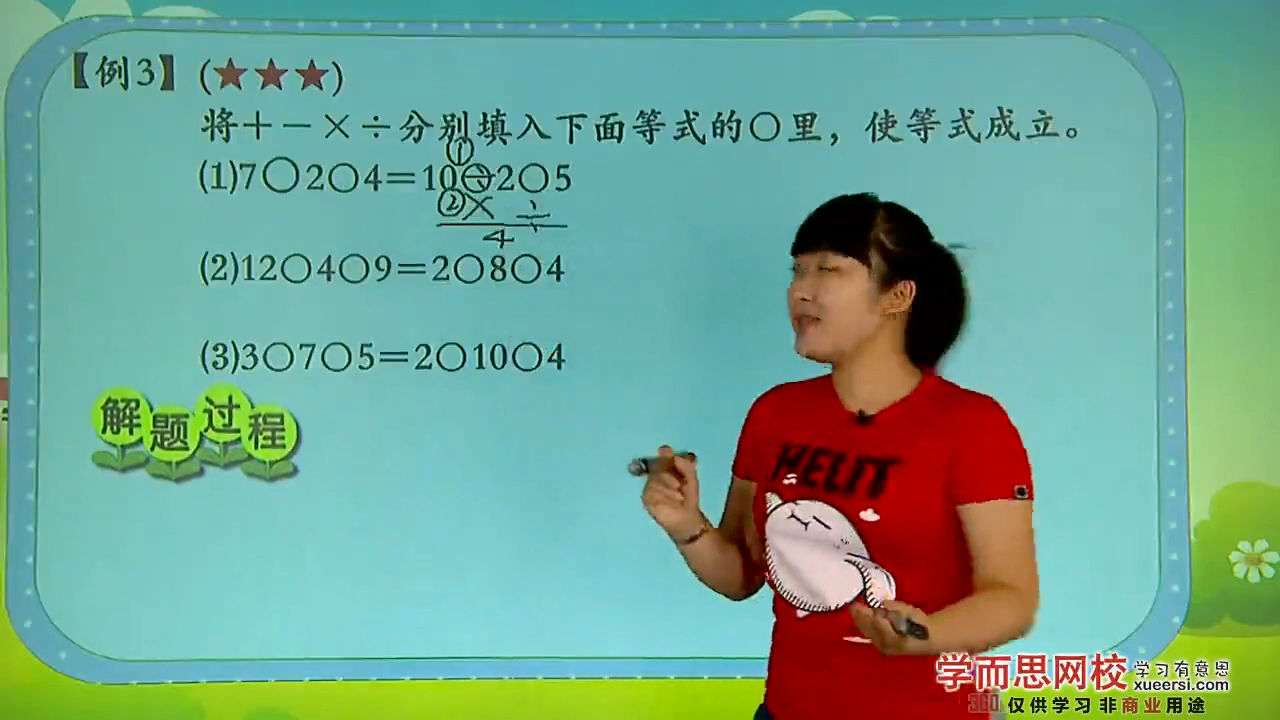 【例3】(★★★)
将＋－×÷分别填入下面等式的○里，使等式成立。
①
(1)7○2○4=10○÷2○5
②× ÷
4
(2)12○4○9=2○8○4
(3)3○7○5=2○10○4
解题过程
HELIT
学而思网校 学习有意思
xueersi.com
360 仅供学习 非商业用途